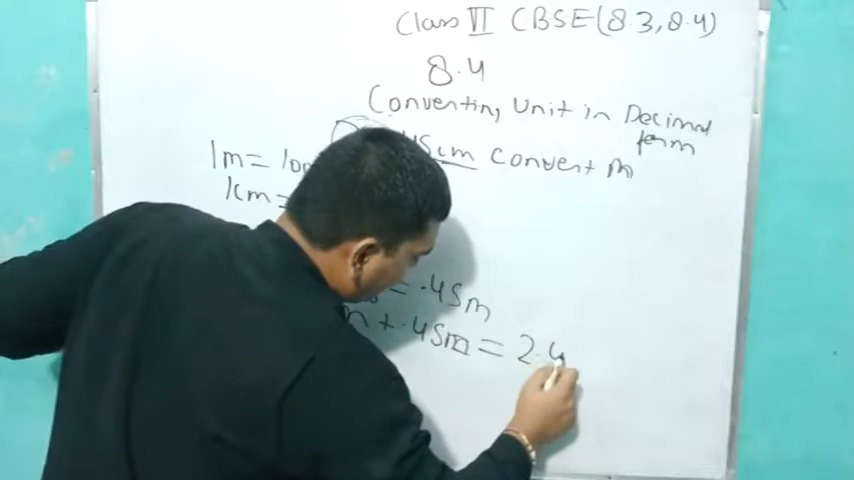 Class VI CBSE (8.3, 8.4)
8.4
Converting Unit in Decimal
form
45cm convert m
1m = 100
1cm =
= .45m
m + .45m = 2.4